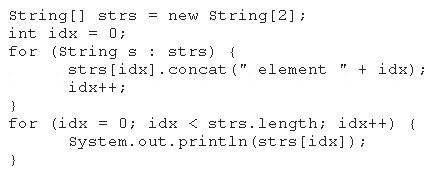 String[] strs = new String[2];
int idx = 0;
for (String s : strs) {
strs[idx].concat(" element " + idx);
idx++;
}
for (idx = 0; idx < strs.length; idx++) {
System.out.println(strs[idx]);
}